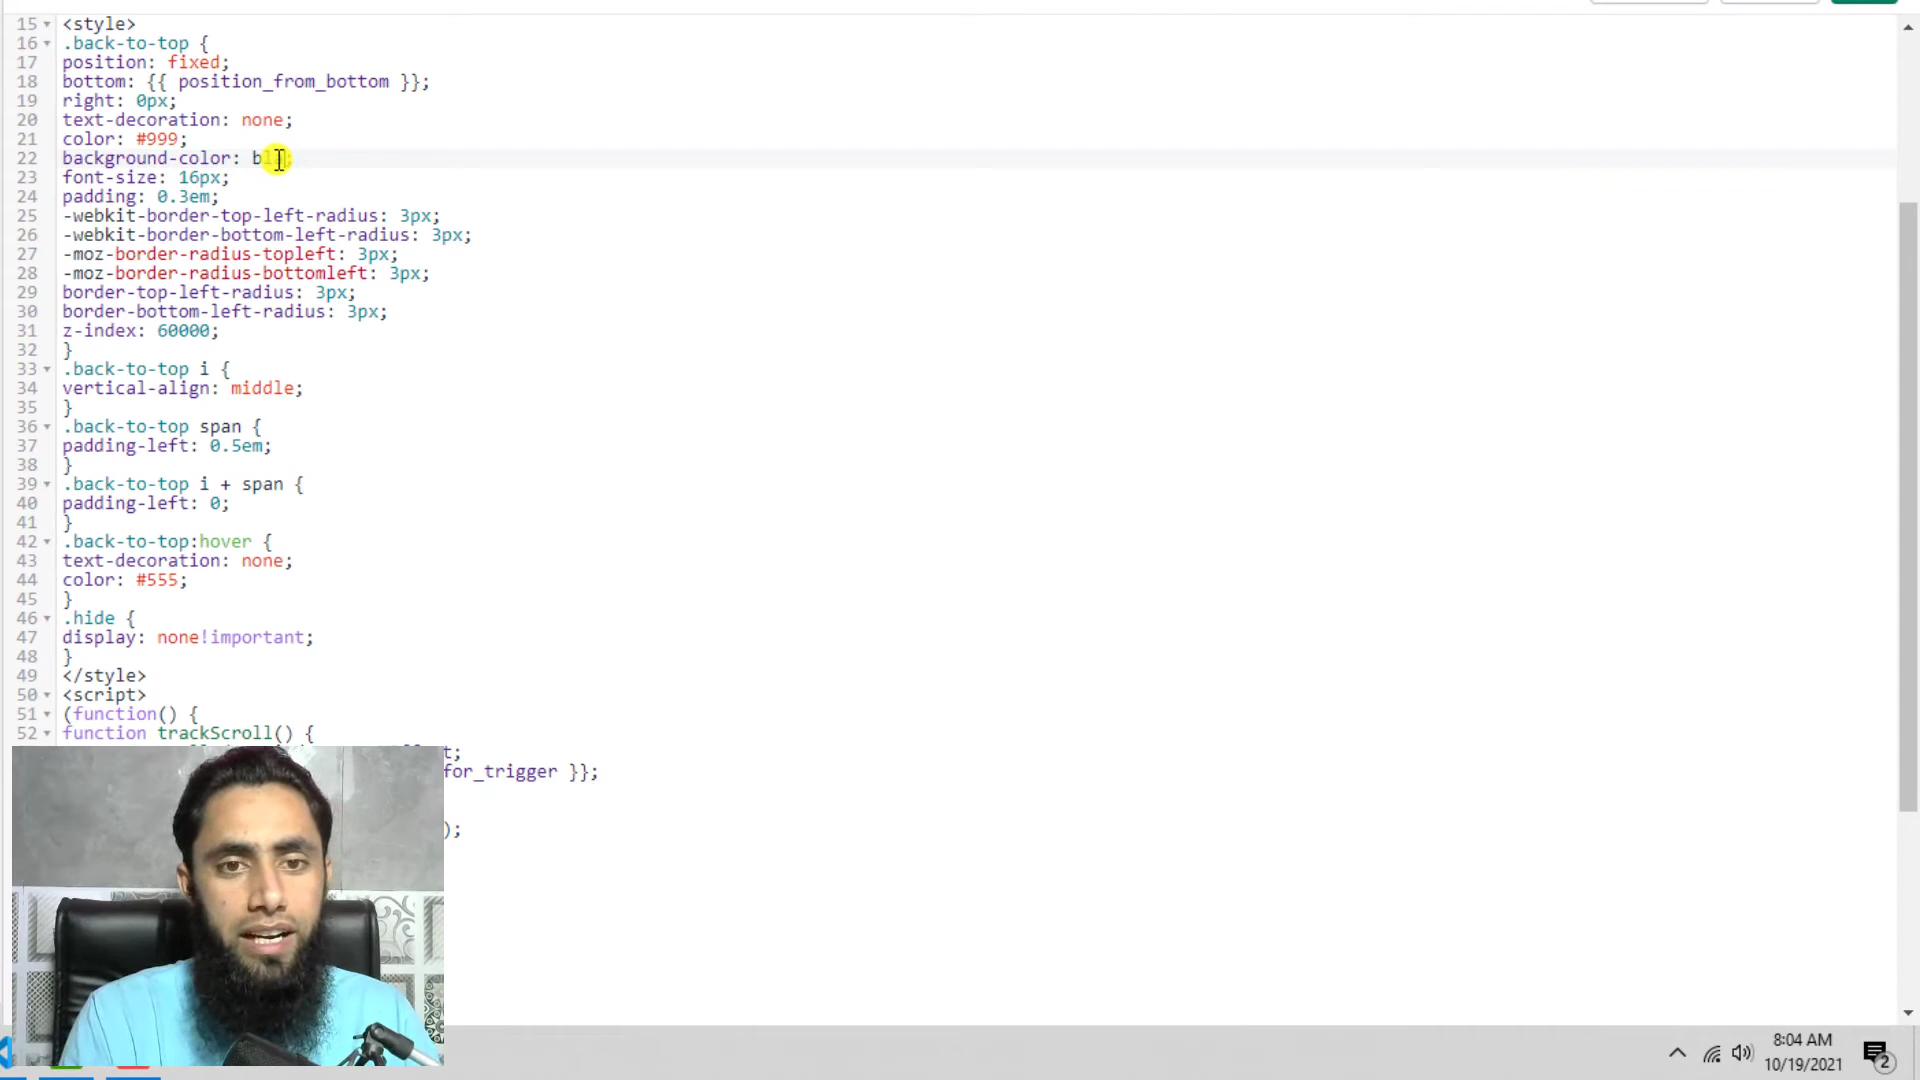 15 <style>
16 .back-to-top {
17 position: fixed;
18 bottom: {{ position_from_bottom }};
19 right: 0px;
20 text-decoration: none;
21 color: #999;
22 background-color:
23 font-size: 16px;
24 padding: 0.3em;
25 -webkit-border-top-left-radius: 3px;
26 -webkit-border-bottom-left-radius: 3px;
27 -moz-border-radius-topleft: 3px;
28 -moz-border-radius-bottomleft: 3px;
29 border-top-left-radius: 3px;
30 border-bottom-left-radius: 3px;
31 z-index: 60000;
32 }
33 .back-to-top i {
34 vertical-align: middle;
35 }
36 .back-to-top span {
37 padding-left: 0.5em;
38 }
39 .back-to-top i + span {
40 padding-left: 0;
41 }
42 .back-to-top:hover {
43 text-decoration: none;
44 color: #555;
45 }
46 .hide {
47 display: none!important;
48 }
49 </style>
50 <script>
51 (function() {
52 function trackScroll() {
t;
for_trigger }};
);
8:04 AM
10/19/2021
2